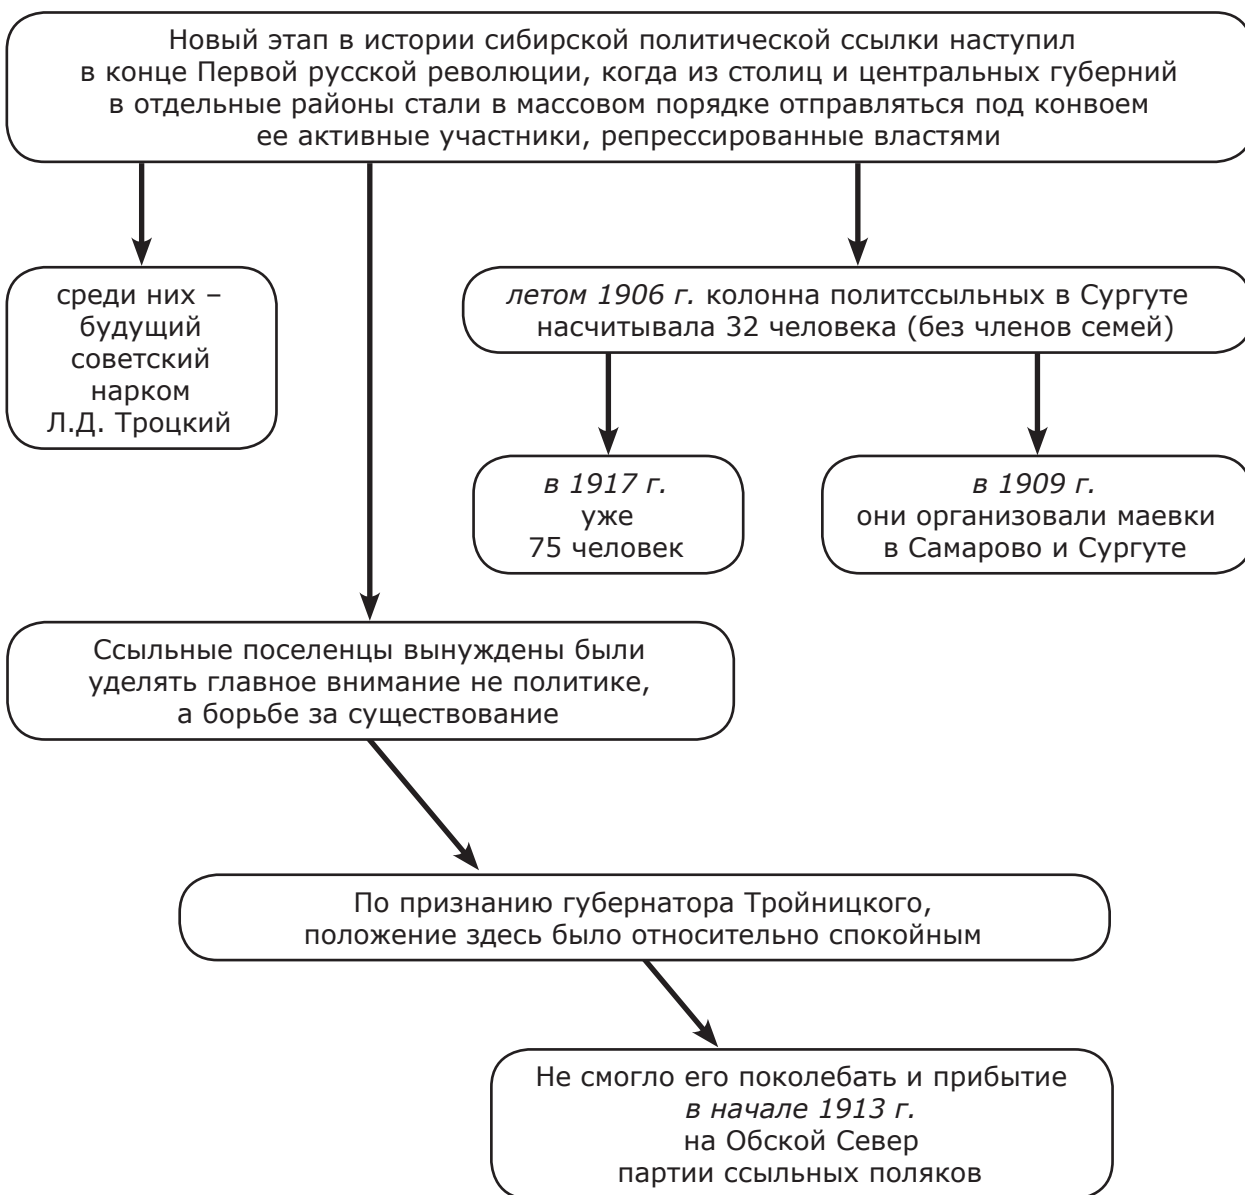 Новый этап в истории сибирской политической ссылки наступил
в конце Первой русской революции, когда из столиц и центральных губерний
в отдельные районы стали в массовом порядке отправляться под конвоем
ее активные участники, репрессированные властями
среди них –
будущий
советский
нарком
Л.Д. Троцкий
летом 1906 г. колонна политссыльных в Сургуте
насчитывала 32 человека (без членов семей)
в 1917 г.
уже
75 человек
в 1909 г.
они организовали маевки
в Самарово и Сургуте
Ссыльные поселенцы вынуждены были
уделять главное внимание не политике,
а борьбе за существование
По признанию губернатора Тройницкого,
положение здесь было относительно спокойным
Не смогло его поколебать и прибытие
в начале 1913 г.
на Обской Север
партии ссыльных поляков